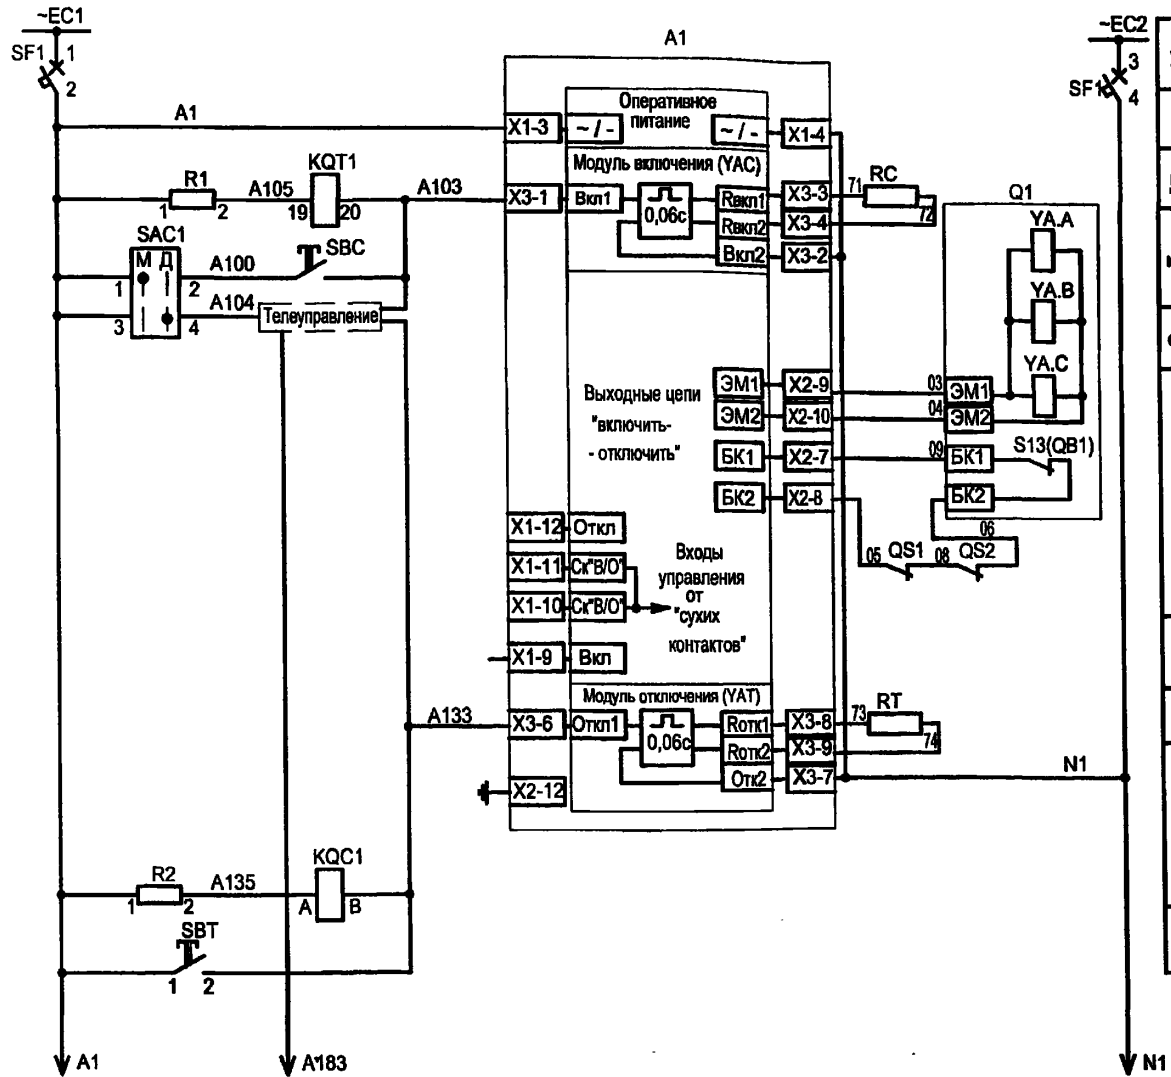 ~EC1
SF1
1
2
A1
A1
~EC2
3
SF1
4
X1-3
~ / -
Оперативное
питание
~ / -
X1-4
Модуль включения (YAC)
R1
1
2
A105
KQT1
19
20
A103
X3-1
Вкл1
0,06с
Rвкл1
X3-3
71
RC
72
Rвкл2
X3-4
Вкл2
X3-2
SAC1
М Д
1
2
A100
SBC
3
4
A104
Телеуправление
Q1
YA.A
YA.B
YA.C
Выходные цепи
"включить-
- отключить"
ЭМ1
X2-9
03
ЭМ1
ЭМ2
X2-10
04
ЭМ2
БК1
X2-7
09
БК1
S13(QB1)
БК2
X2-8
БК2
06
05
QS1
08
QS2
X1-12
Откл
X1-11
Ск"В/О"
X1-10
Ск"В/О"
X1-9
Вкл
Входы
управления
от
"сухих
контактов"
Модуль отключения (YAT)
A133
X3-6
Откл1
0,06с
Rотк1
X3-8
73
RT
74
Rотк2
X3-9
Отк2
X3-7
N1
X2-12
R2
1
2
A135
KQC1
A
B
SBT
1
2
A1
A183
N1